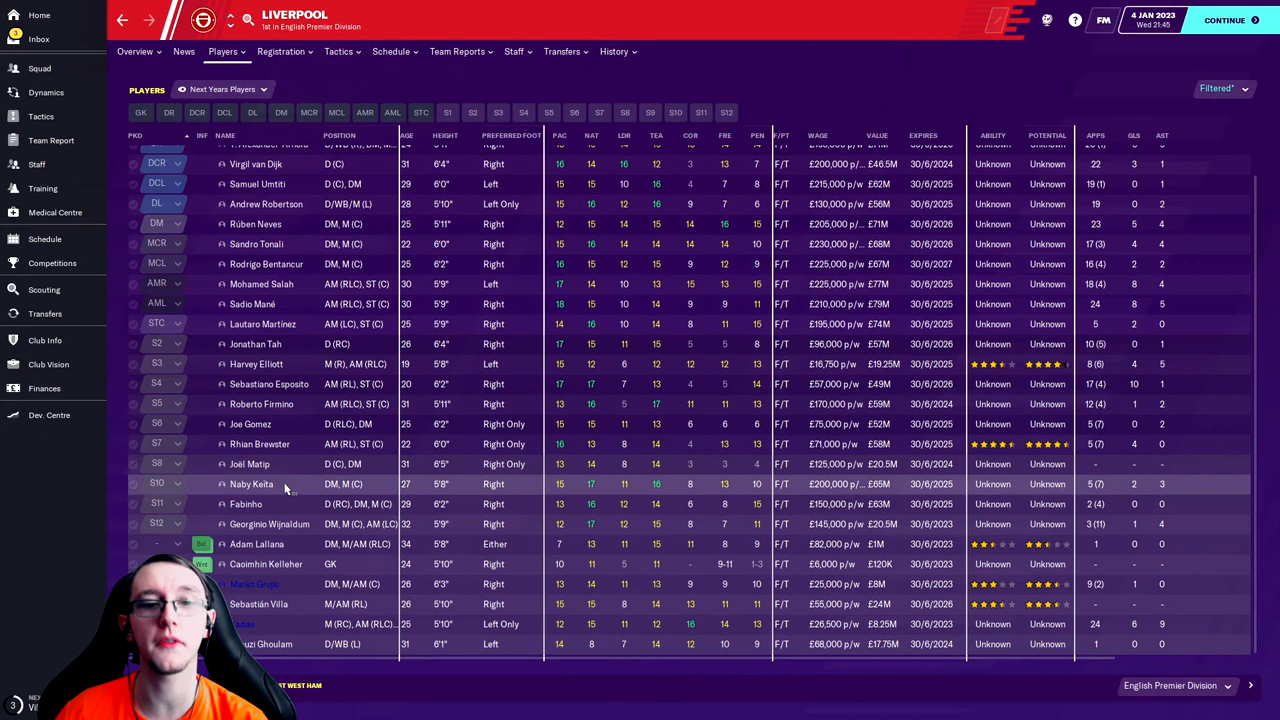 LIVERPOOL
1st in English Premier Division
FM
4 JAN 2023
Wed 21:45
CONTINUE
Home
3
Inbox
Squad
Dynamics
Tactics
Team Report
Staff
Training
Medical Centre
Schedule
Competitions
Scouting
Transfers
Club Info
Club Vision
Finances
Dev. Centre
Overview News Players Registration Tactics Schedule Team Reports Staff Transfers History
PLAYERS Next Years Players Filtered*
GK DR DCR DCL DL DM MCR MCL AMR AML STC S1 S2 S3 S4 S5 S6 S7 S8 S9 S10 S11 S12
PKD INF NAME POSITION AGE HEIGHT PREFERRED FOOT PAC NAT LDR TEA COR FRE PEN F/PT WAGE VALUE EXPIRES ABILITY POTENTIAL APPS GLS AST
DCR Virgil van Dijk D (C) 31 6'4" Right 16 14 16 12 3 13 7 F/T £200,000 p/w... £46.5M 30/6/2024 Unknown Unknown 22 3 1
DCL Samuel Umtiti D (C), DM 29 6'0" Left 15 15 10 16 4 7 8 F/T £215,000 p/w £62M 30/6/2025 Unknown Unknown 19 (1) 0 1
DL Andrew Robertson D/WB/M (L) 28 5'10" Left Only 15 16 12 16 9 7 6 F/T £130,000 p/w £56M 30/6/2025 Unknown Unknown 19 0 2
DM Rúben Neves DM, M (C) 25 5'11" Right 12 15 14 14 14 16 15 F/T £205,000 p/w £71M 30/6/2026 Unknown Unknown 23 5 4
MCR Sandro Tonali DM, M (C) 22 6'0" Right 15 16 14 14 14 14 10 F/T £230,000 p/w £68M 30/6/2026 Unknown Unknown 17 (3) 4 4
MCL Rodrigo Bentancur DM, M (C) 25 6'2" Right 16 15 12 15 9 12 9 F/T £225,000 p/w £67M 30/6/2027 Unknown Unknown 16 (4) 2 2
AMR Mohamed Salah AM (RLC), ST (C) 30 5'9" Left 17 14 10 13 15 13 15 F/T £225,000 p/w £77M 30/6/2025 Unknown Unknown 18 (4) 8 4
AML Sadio Mané AM (RLC), ST (C) 30 5'9" Right 18 15 10 14 9 9 11 F/T £210,000 p/w £79M 30/6/2025 Unknown Unknown 24 8 5
STC Lautaro Martínez AM (LC), ST (C) 25 5'9" Right 14 16 10 14 8 11 15 F/T £195,000 p/w £74M 30/6/2025 Unknown Unknown 5 2 0
S2 Jonathan Tah D (RC) 26 6'4" Right 17 15 11 14 5 8 5 F/T £96,000 p/w £57M 30/6/2026 Unknown Unknown 10 (5) 0 1
S3 Harvey Elliott M (R), AM (RLC) 19 5'8" Left 15 12 6 12 12 12 13 F/T £16,750 p/w £19.25M 30/6/2025 Unknown 8 (6) 4 5
S4 Sebastiano Esposito AM (RL), ST (C) 20 6'2" Right 17 17 7 13 4 5 14 F/T £57,000 p/w £49M 30/6/2026 Unknown Unknown 17 (4) 10 1
S5 Roberto Firmino AM (RLC), ST (C) 31 5'11" Right 13 16 5 17 11 11 13 F/T £170,000 p/w £59M 30/6/2024 Unknown Unknown 12 (4) 1 2
S6 Joe Gomez D (RLC), DM 25 6'2" Right Only 15 15 11 13 6 6 6 F/T £75,000 p/w £52M 30/6/2025 Unknown Unknown 5 (7) 0 2
S7 Rhian Brewster AM (RL), ST (C) 22 6'0" Right 16 13 8 14 4 13 13 F/T £71,000 p/w £58M 30/6/2025 Unknown 5 (7) 4 0
S8 Joël Matip D (C), DM 31 6'5" Right Only 13 14 8 14 3 3 4 F/T £125,000 p/w £20.5M 30/6/2024 Unknown Unknown - - -
S10 Naby Keïta DM, M (C) 27 5'8" Right 15 17 11 16 8 13 10 F/T £200,000 p/w £65M 30/6/2025 Unknown Unknown 5 (7) 2 3
S11 Fabinho D (RC), DM, M (C) 29 6'2" Right 12 15 13 14 6 8 15 F/T £150,000 p/w £63M 30/6/2025 Unknown Unknown 2 (4) 0 0
S12 Georginio Wijnaldum DM, M (C), AM (LC) 32 5'9" Right 12 17 12 15 8 7 11 F/T £145,000 p/w £20.5M 30/6/2023 Unknown Unknown 3 (11) 1 4
- Bid Adam Lallana DM, M/AM (RLC) 34 5'8" Either 7 13 11 15 11 8 9 F/T £82,000 p/w £1M 30/6/2023 Unknown 1 0 0
Wnt Caoimhin Kelleher GK 24 5'10" Right 10 11 5 11 - 9-11 1-3 F/T £6,000 p/w £120K 30/6/2023 Unknown Unknown - - -
Marko Grujic DM, M/AM (C) 26 6'3" Right 13 14 11 13 9 9 10 F/T £25,000 p/w £8M 30/6/2023 Unknown 9 (2) 1 0
Sebastián Villa M/AM (RL) 26 5'10" Right 15 15 8 14 13 11 11 F/T £55,000 p/w £24M 30/6/2026 Unknown - - -
M (RC), AM (RLC)... 25 5'10" Left Only 12 15 11 12 16 14 13 F/T £26,500 p/w £8.25M 30/6/2023 Unknown Unknown 24 6 9
Ghoulam D/WB (L) 31 6'1" Right 14 8 7 14 12 10 9 F/T £68,000 p/w £17.75M 30/6/2024 Unknown Unknown 1 0 0
3
WEST HAM
English Premier Division